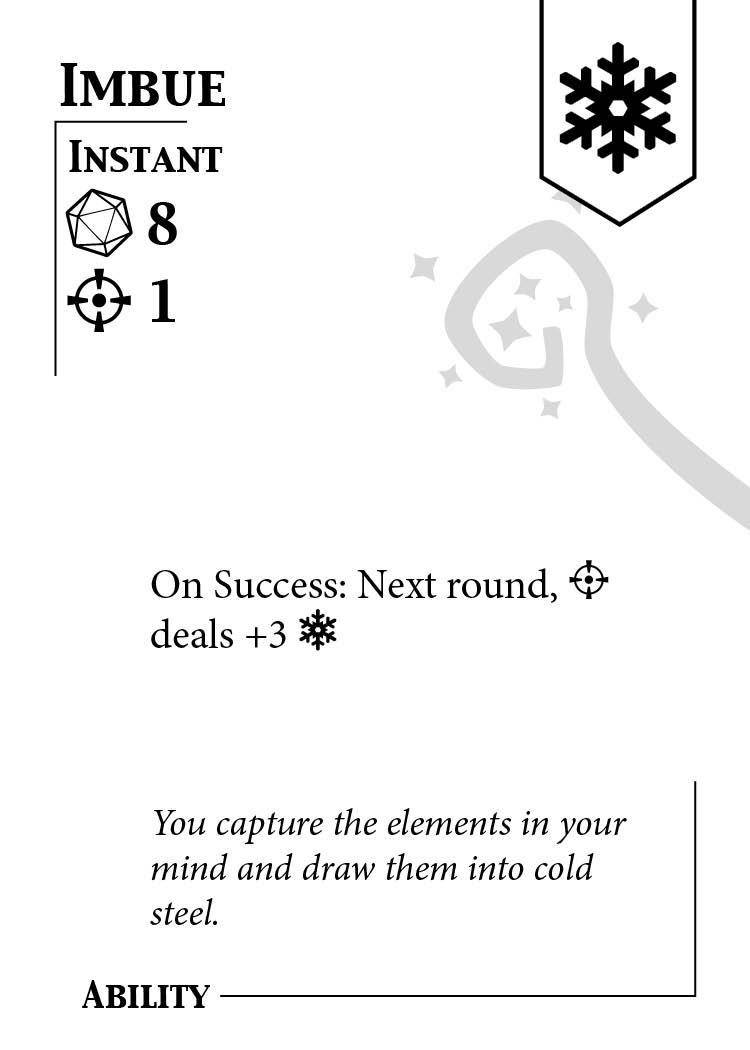 Imbue
Instant
8
1
On Success: Next round,
deals +3
You capture the elements in your
mind and draw them into cold
steel.
Ability